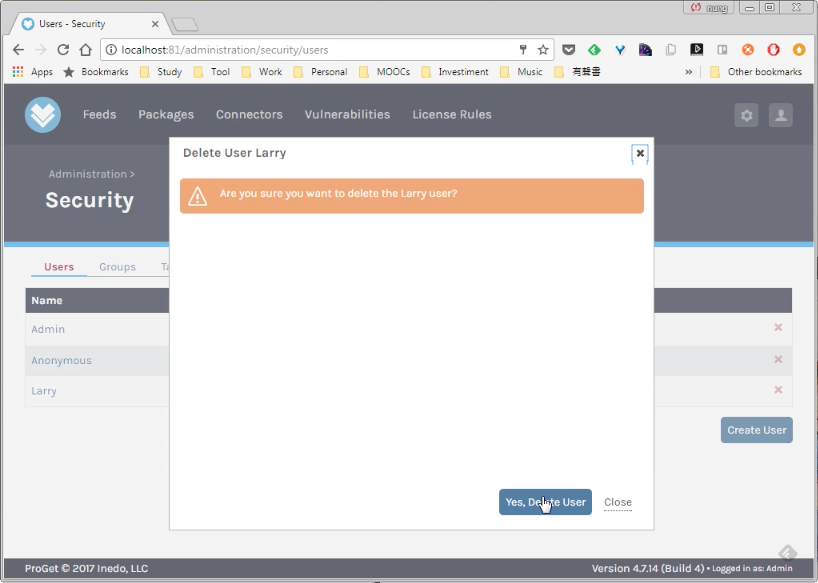 nung
Users - Security
localhost:81/administration/security/users
Apps Bookmarks Study Tool Work Personal MOOCs Investiment Music 有聲書 » Other bookmarks
Feeds Packages Connectors Vulnerabilities License Rules
Delete User Larry
Administration >
Security
Are you sure you want to delete the Larry user?
Users Groups Ta
Name
Admin
Anonymous
Larry
Create User
Yes, Delete User Close
ProGet © 2017 Inedo, LLC Version 4.7.14 (Build 4) • Logged in as: Admin